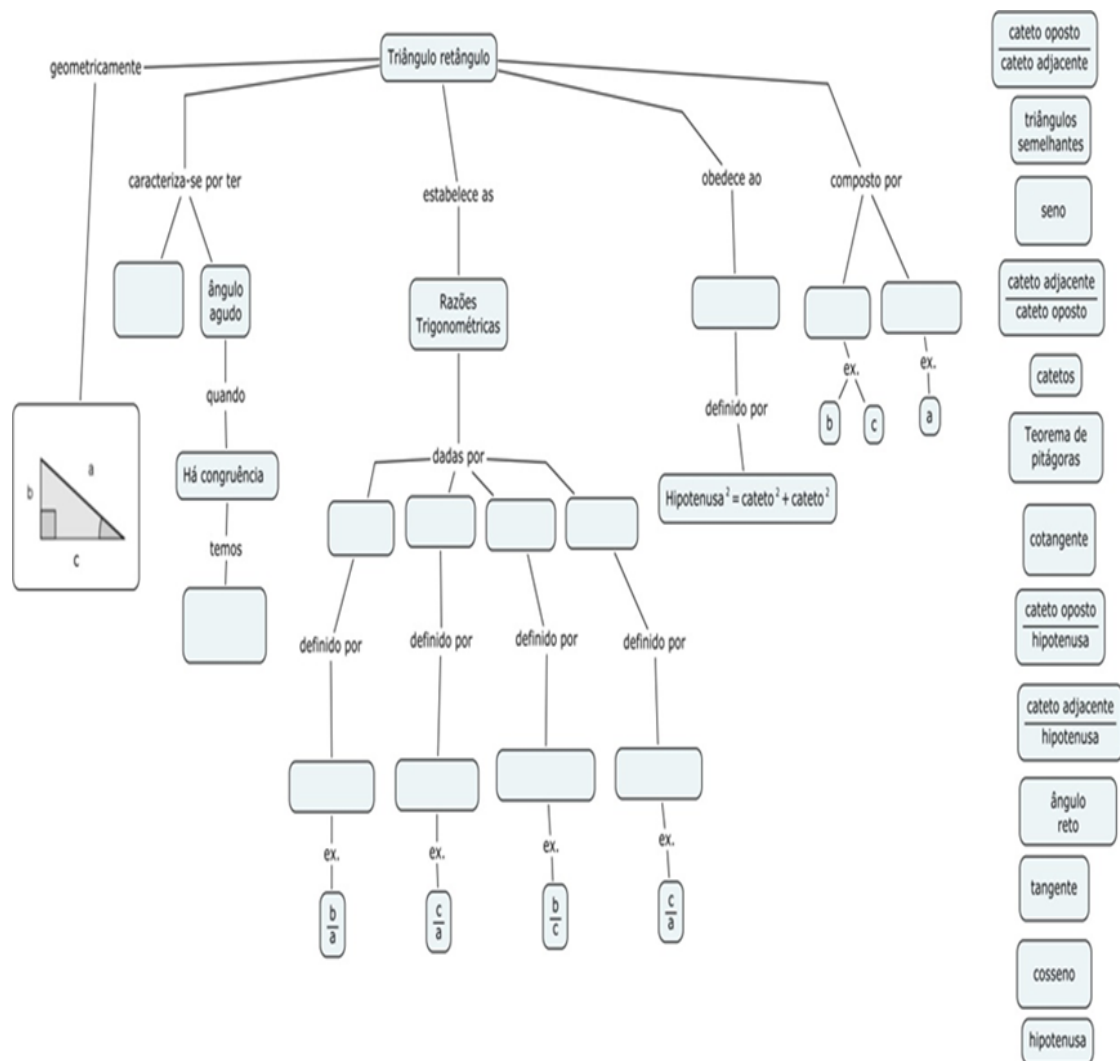 Triângulo retângulo
geometricamente
caracteriza-se por ter
estabelece as
obedece ao
composto por
ângulo
agudo
Razões
Trigonométricas
quando
definido por
ex.
ex.
b
c
a
Há congruência
dadas por
Hipotenusa² = cateto² + cateto²
a
b
c
temos
definido por
definido por
definido por
definido por
ex.
ex.
ex.
ex.
b
a
c
a
b
c
c
a
cateto oposto
cateto adjacente
triângulos
semelhantes
seno
cateto adjacente
cateto oposto
catetos
Teorema de
pitágoras
cotangente
cateto oposto
hipotenusa
cateto adjacente
hipotenusa
ângulo
reto
tangente
cosseno
hipotenusa